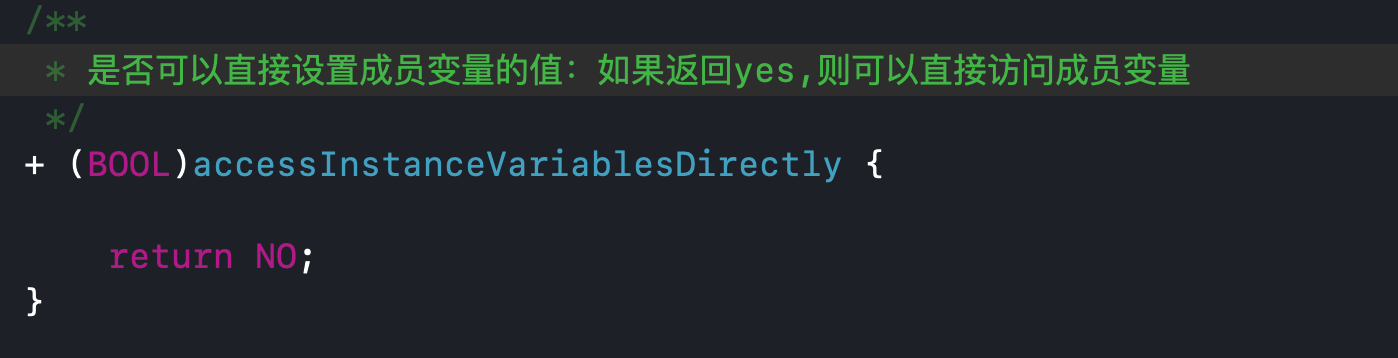 /**
 * 是否可以直接设置成员变量的值：如果返回yes,则可以直接访问成员变量
 */
+ (BOOL)accessInstanceVariablesDirectly {
    return NO;
}